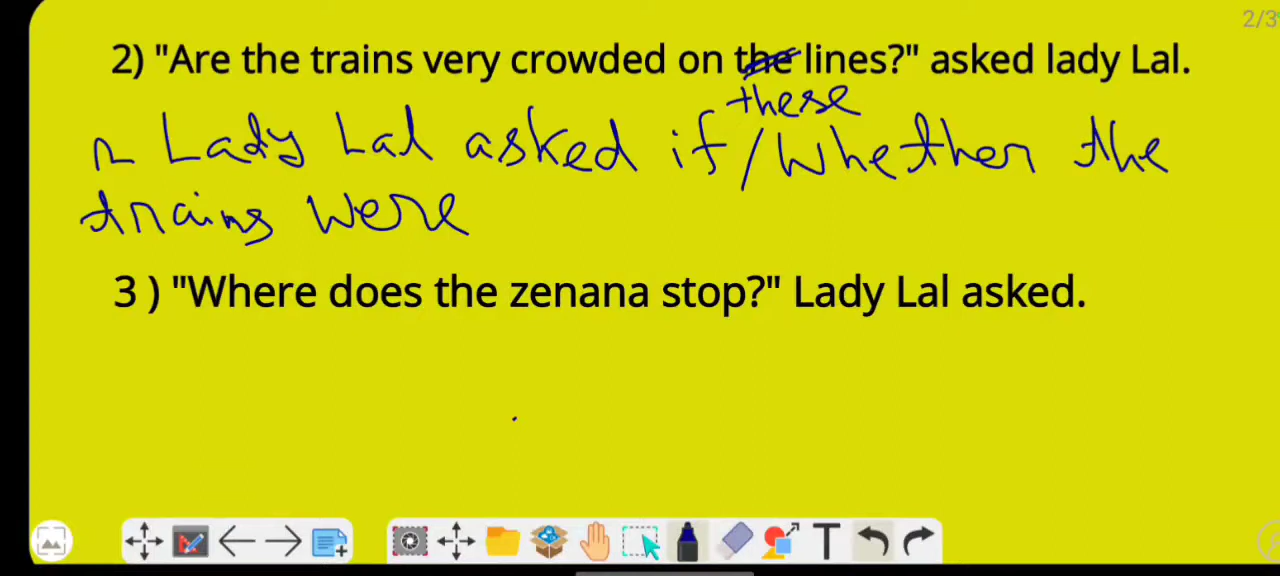 2/3
2) "Are the trains very crowded on the lines?" asked lady Lal.
these
Lady Lal asked if/Whether the
trains were
3 ) "Where does the zenana stop?" Lady Lal asked.
T